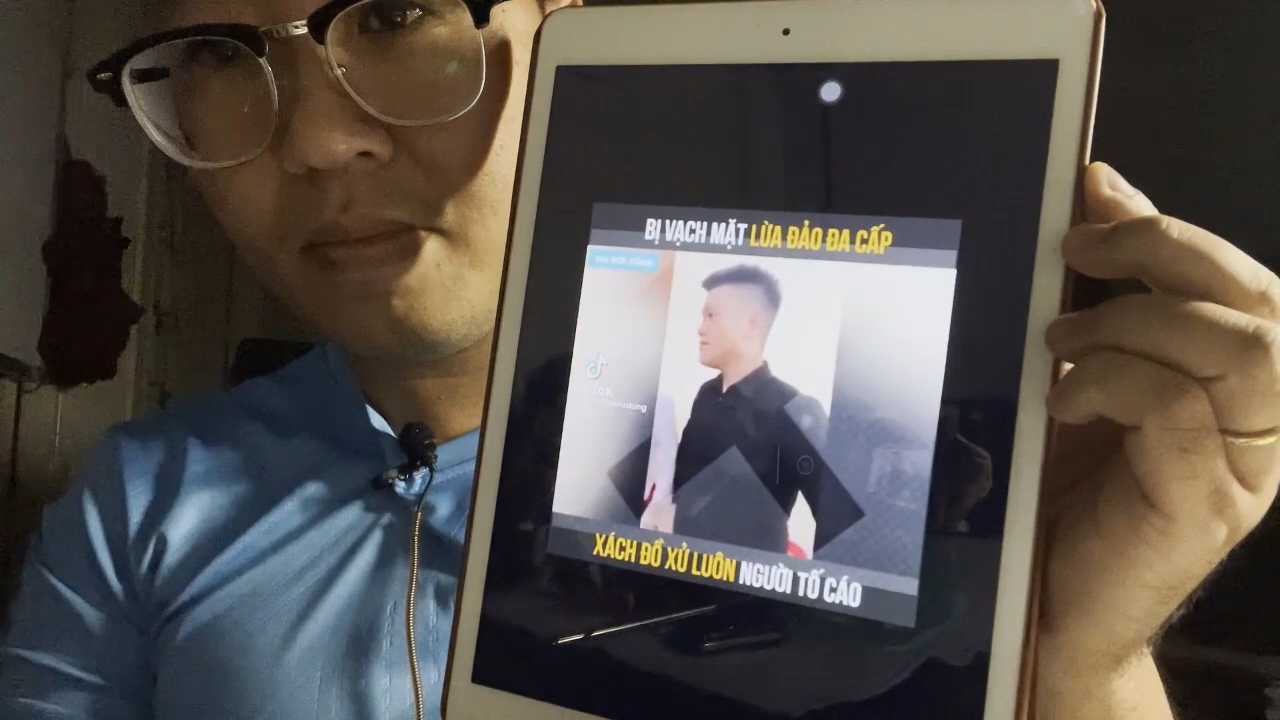 BỊ VẠCH MẶT LỪA ĐẢO ĐA CẤP
XÁCH ĐỒ XỬ LUÔN NGƯỜI TỐ CÁO